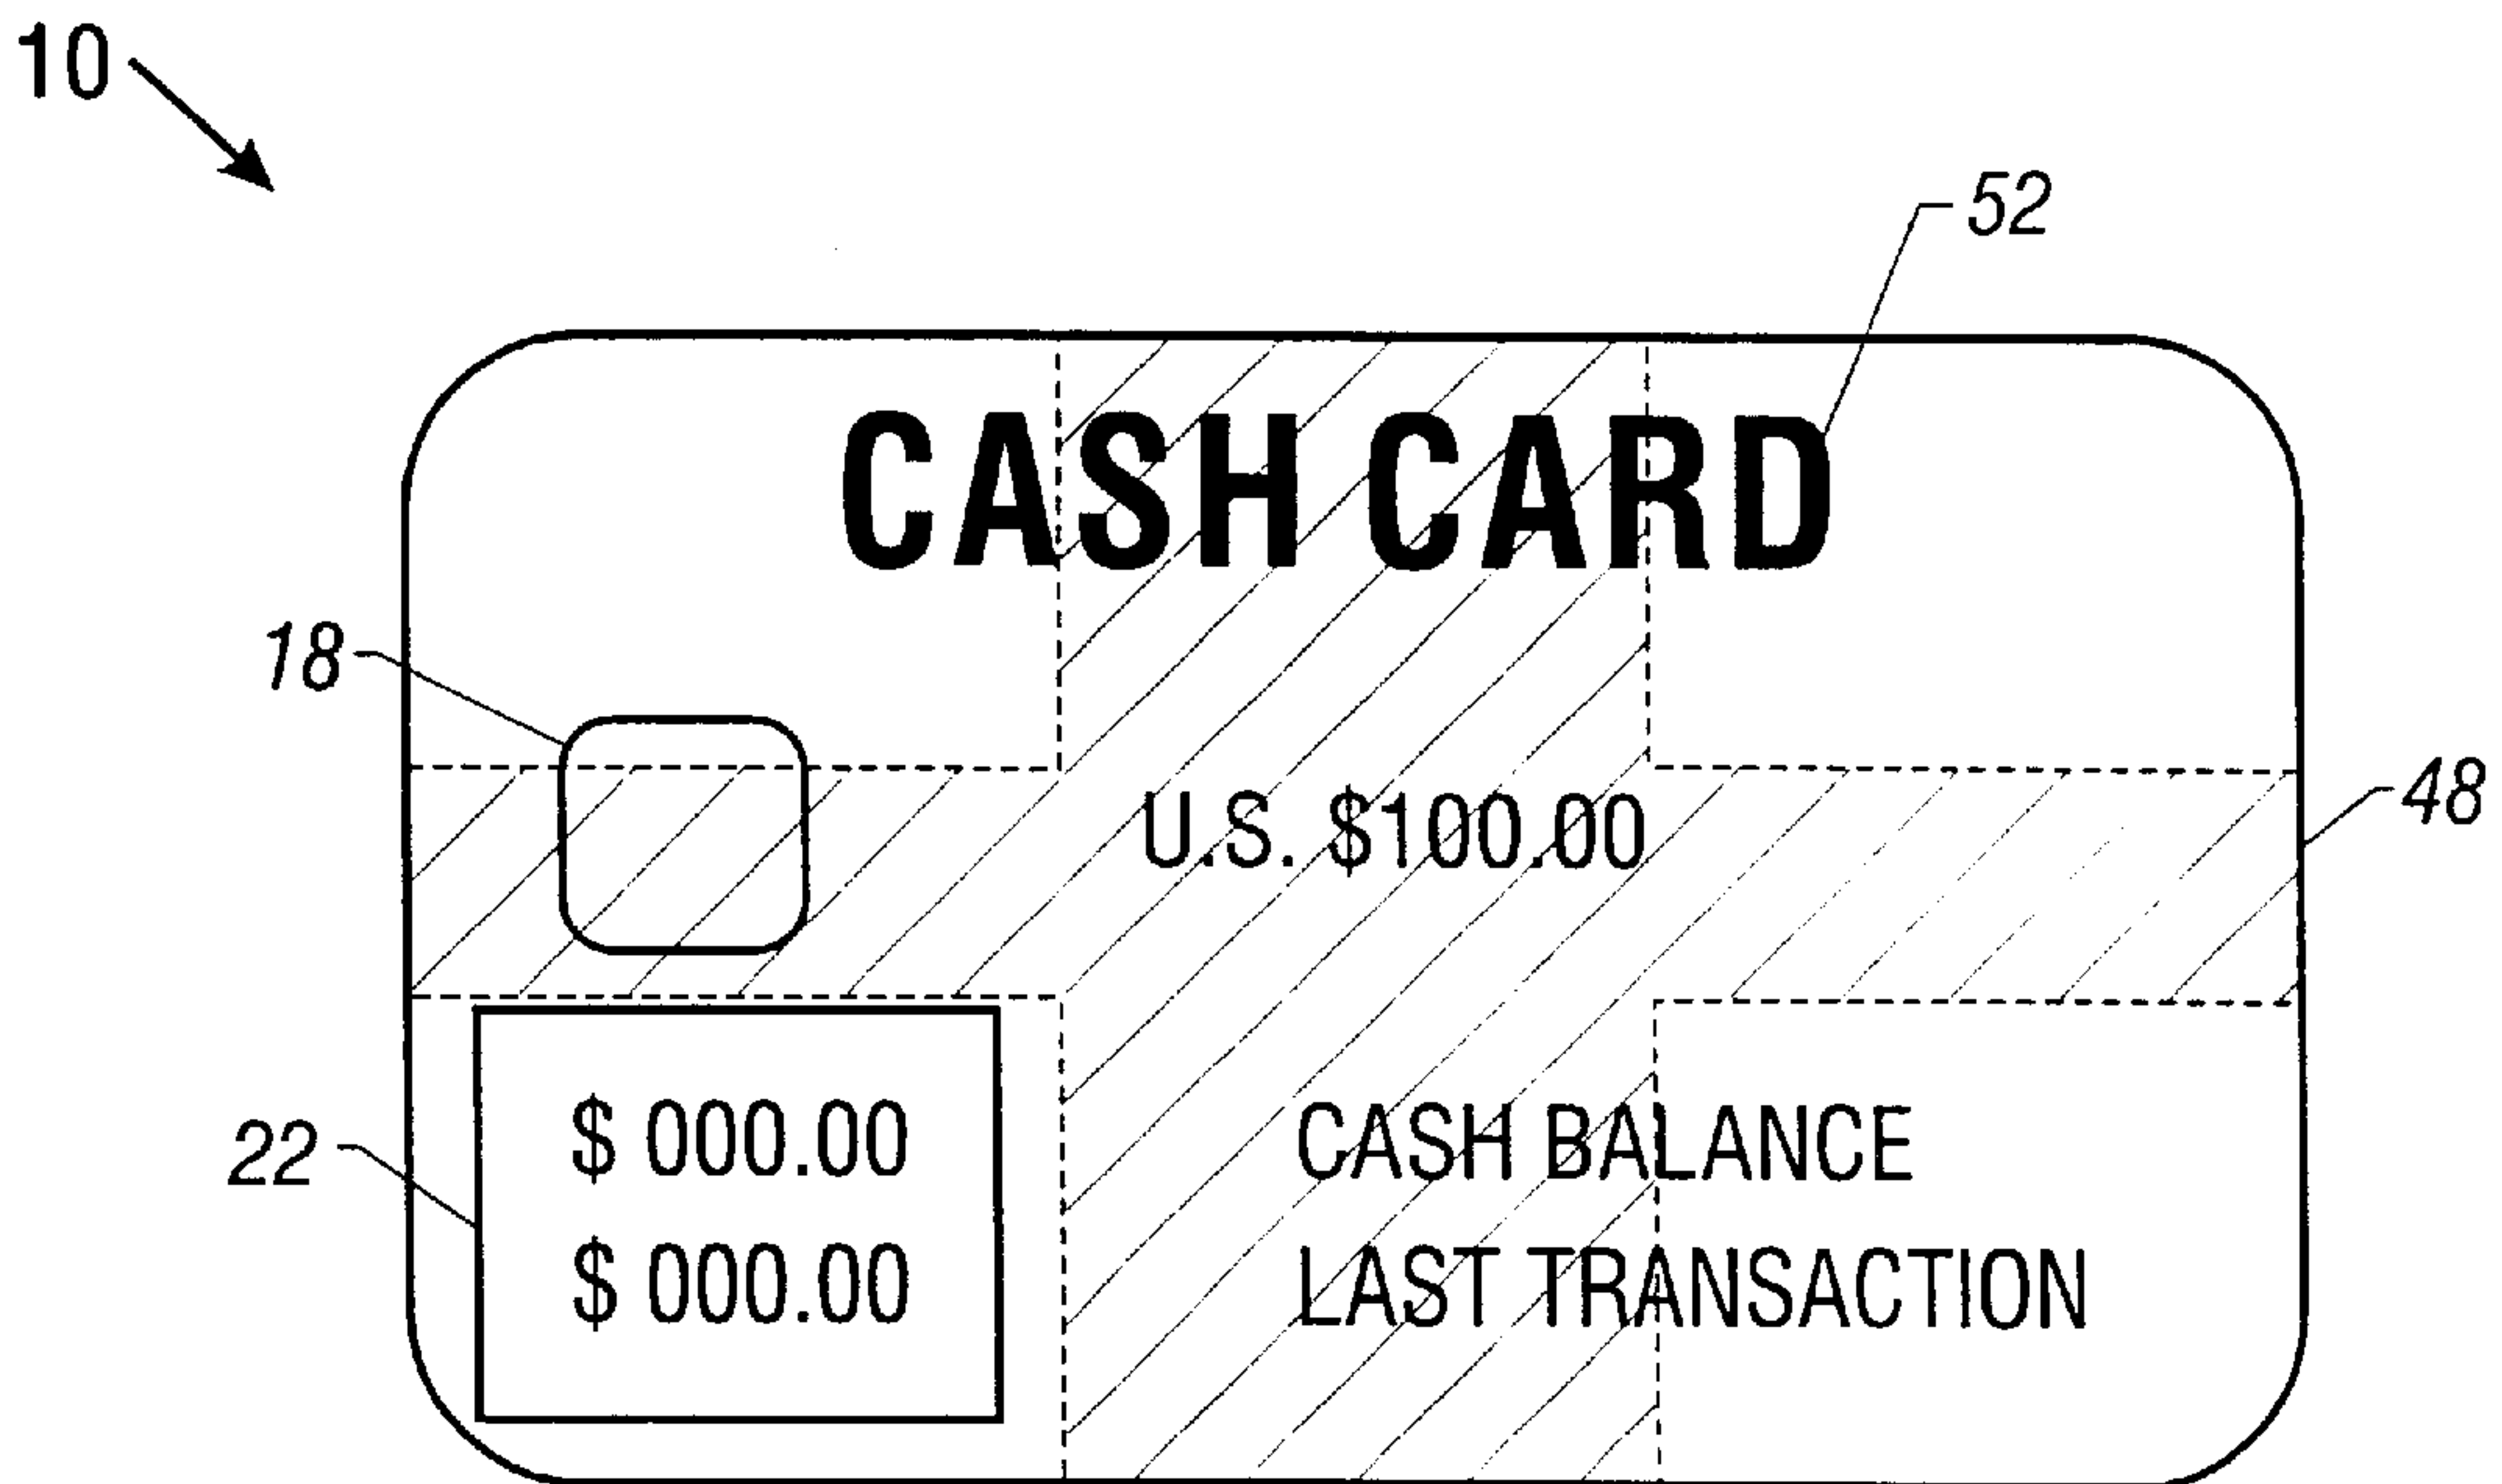 10
52
CASH CARD
18
U.S. $100.00
48
22
$ 000.00 CASH BALANCE
$ 000.00 LAST TRANSACTION